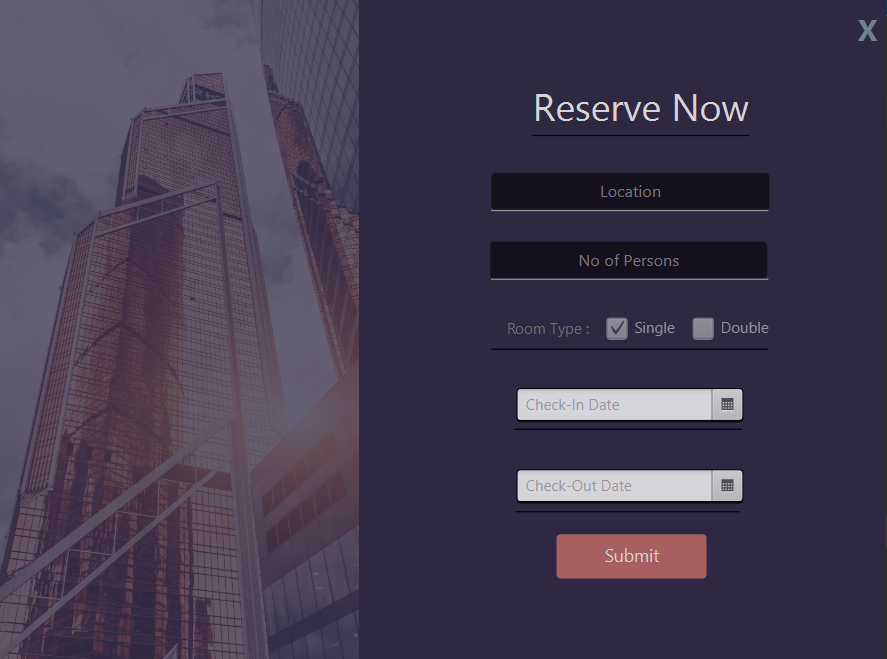 X
Reserve Now
Location
No of Persons
Room Type : Single Double
Check-In Date
Check-Out Date
Submit